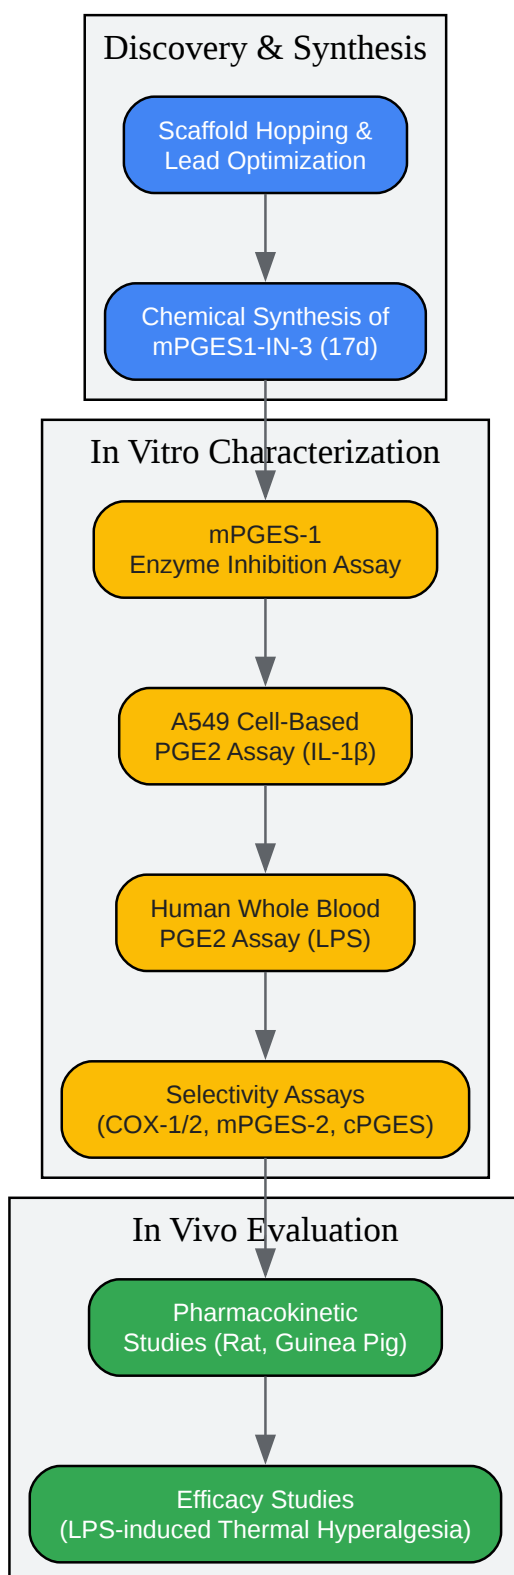 Discovery & Synthesis
Scaffold Hopping &
Lead Optimization
Chemical Synthesis of
mPGES1-IN-3 (17d)
In Vitro Characterization
mPGES-1
Enzyme Inhibition Assay
A549 Cell-Based
PGE2 Assay (IL-1β)
Human Whole Blood
PGE2 Assay (LPS)
Selectivity Assays
(COX-1/2, mPGES-2, cPGES)
In Vivo Evaluation
Pharmacokinetic
Studies (Rat, Guinea Pig)
Efficacy Studies
(LPS-induced Thermal Hyperalgesia)